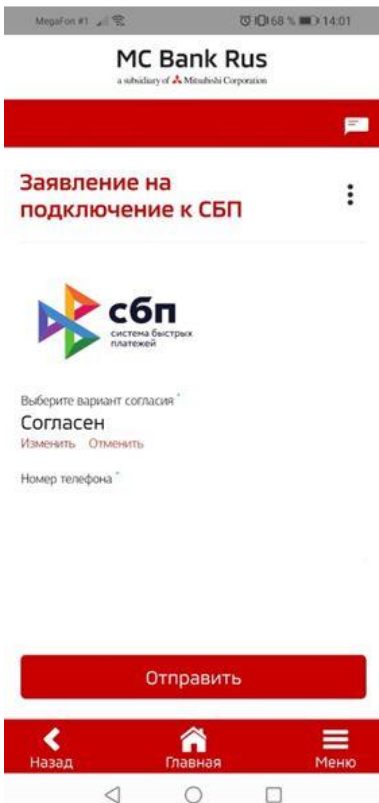 MegaFon #1 68 % 14:01
MC Bank Rus
a subsidiary of Mitsubishi Corporation
Заявление на
подключение к СБП
сбп
система быстрых
платежей
Выберите вариант согласия *
Согласен
Изменить Отменить
Номер телефона *
Отправить
Назад Главная Меню